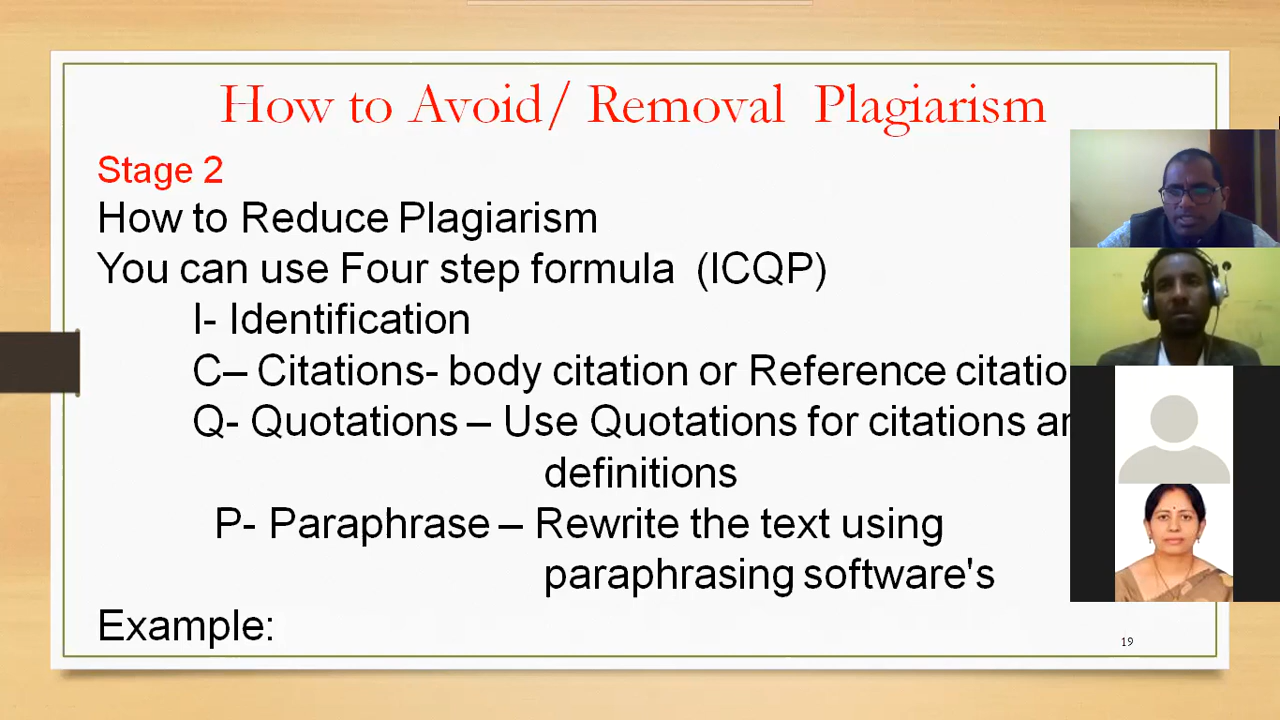 How to Avoid/ Removal Plagiarism
Stage 2
How to Reduce Plagiarism
You can use Four step formula (ICQP)
I- Identification
C– Citations- body citation or Reference citatio
Q- Quotations – Use Quotations for citations
definitions
P- Paraphrase – Rewrite the text using
paraphrasing software's
Example:
19